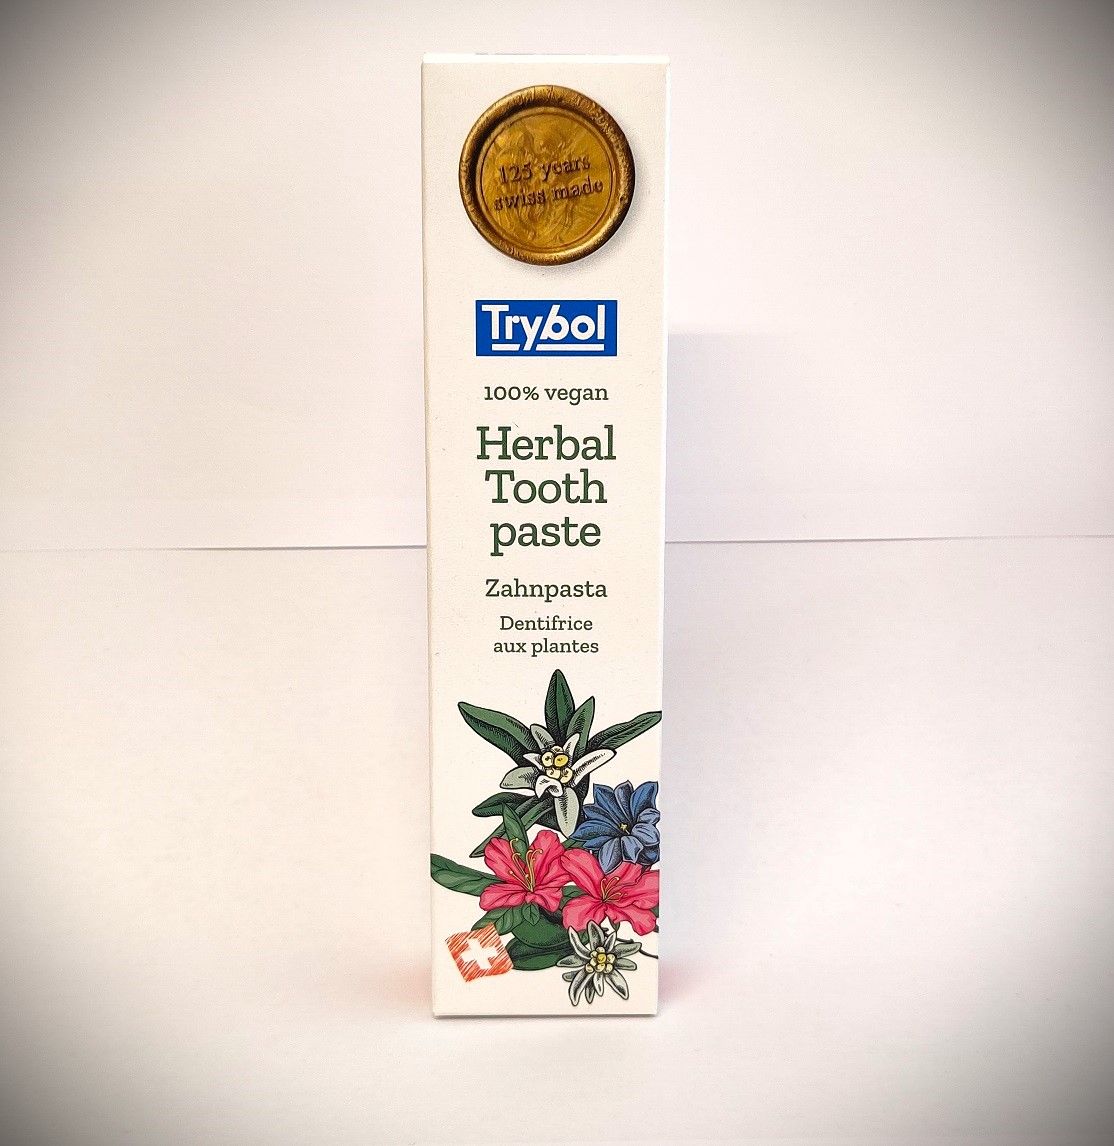 125 years
swiss made
Trybol
100% vegan
Herbal
Tooth
paste
Zahnpasta
Dentifrice
aux plantes